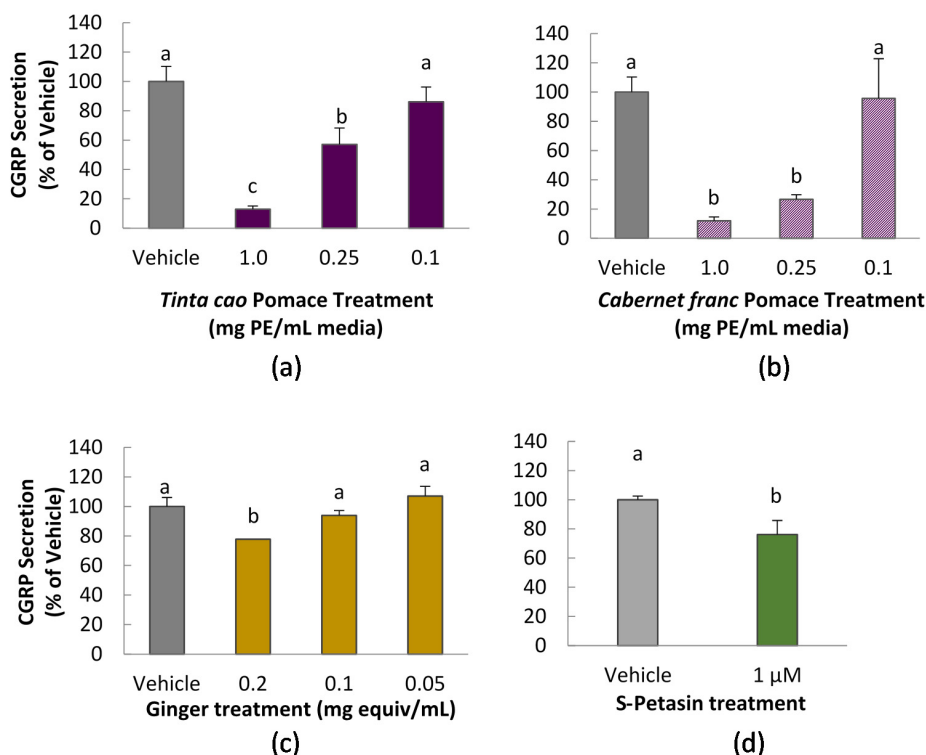 140
120
100
80
60
40
20
0
CGRP Secretion
(% of Vehicle)
a
c
b
a
Vehicle 1.0 0.25 0.1
Tinta cao Pomace Treatment
(mg PE/mL media)
(a)
140
120
100
80
60
40
20
0
a
b
b
a
Vehicle 1.0 0.25 0.1
Cabernet franc Pomace Treatment
(mg PE/mL media)
(b)
140
120
100
80
60
40
20
0
CGRP Secretion
(% of Vehicle)
a
b
a
a
Vehicle 0.2 0.1 0.05
Ginger treatment (mg equiv/mL)
(c)
140
120
100
80
60
40
20
0
a
b
Vehicle 1 µM
S-Petasin treatment
(d)